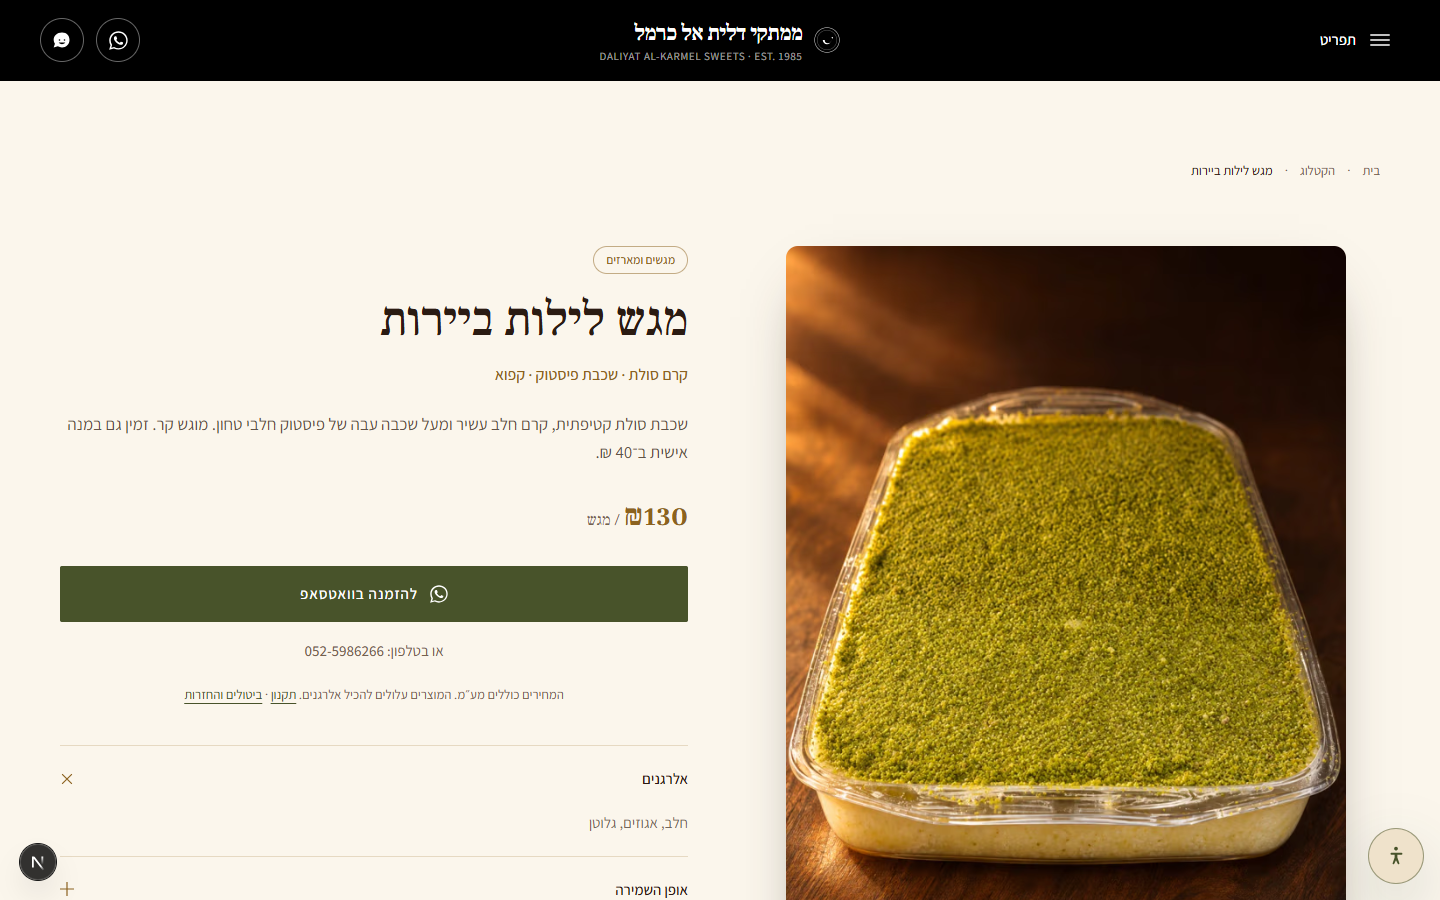 תפריט
ממתקי דלית אל כרמל
DALIYAT AL-KARMEL SWEETS · EST. 1985
בית · הקטלוג · מגש לילות ביירות
מגשים ומארזים
מגש לילות ביירות
קרם סולת · שכבת פיסטוק · קפוא
שכבת סולת קטיפתית, קרם חלב עשיר ומעל שכבה עבה של פיסטוק חלבי טחון. מוגש קר. זמין גם במנה
אישית ב־40 ₪.
₪130 / מגש
להזמנה בוואטסאפ
או בטלפון: 052-5986266
המחירים כוללים מע״מ. המוצרים עלולים להכיל אלרגנים. תקנון · ביטולים והחזרות
אלרגנים
חלב, אגוזים, גלוטן
אופן השמירה
N